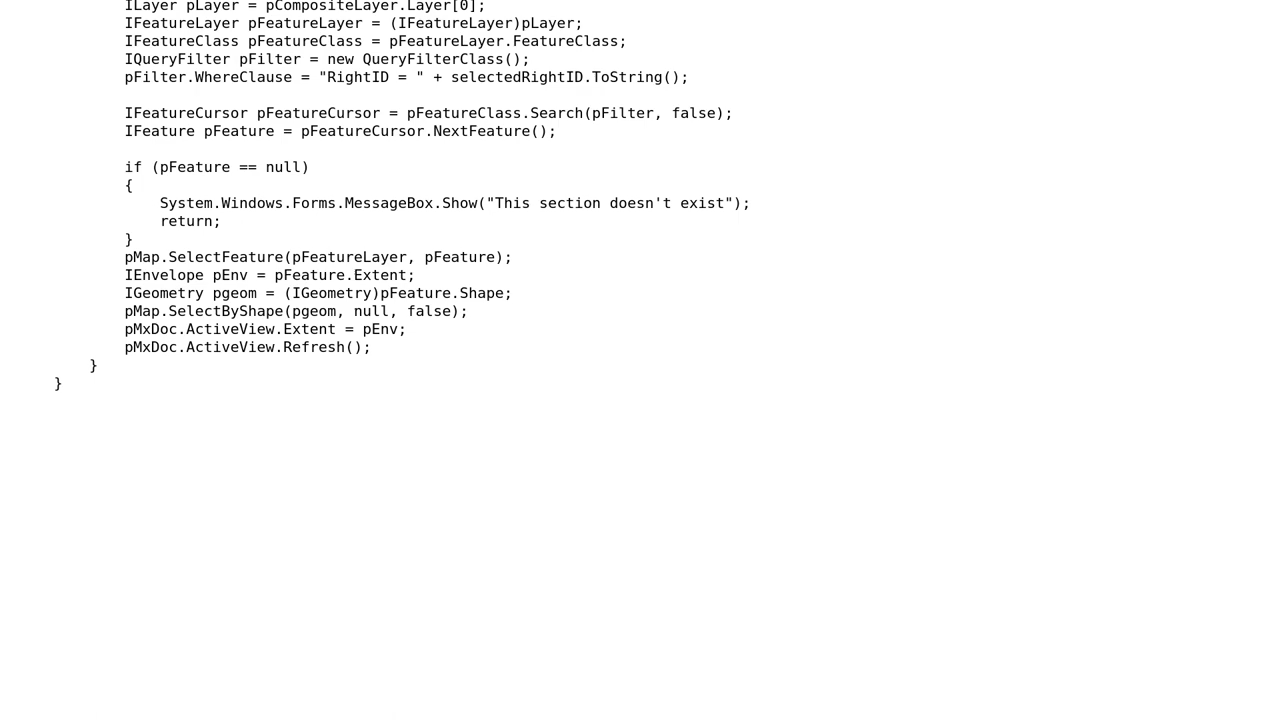 ILayer pLayer = pCompositeLayer.Layer[0];
IFeatureLayer pFeatureLayer = (IFeatureLayer)pLayer;
IFeatureClass pFeatureClass = pFeatureLayer.FeatureClass;
IQueryFilter pFilter = new QueryFilterClass();
pFilter.WhereClause = "RightID = " + selectedRightID.ToString();
IFeatureCursor pFeatureCursor = pFeatureClass.Search(pFilter, false);
IFeature pFeature = pFeatureCursor.NextFeature();
if (pFeature == null)
{
System.Windows.Forms.MessageBox.Show("This section doesn't exist");
return;
}
pMap.SelectFeature(pFeatureLayer, pFeature);
IEnvelope pEnv = pFeature.Extent;
IGeometry pgeom = (IGeometry)pFeature.Shape;
pMap.SelectByShape(pgeom, null, false);
pMxDoc.ActiveView.Extent = pEnv;
pMxDoc.ActiveView.Refresh();
}
}